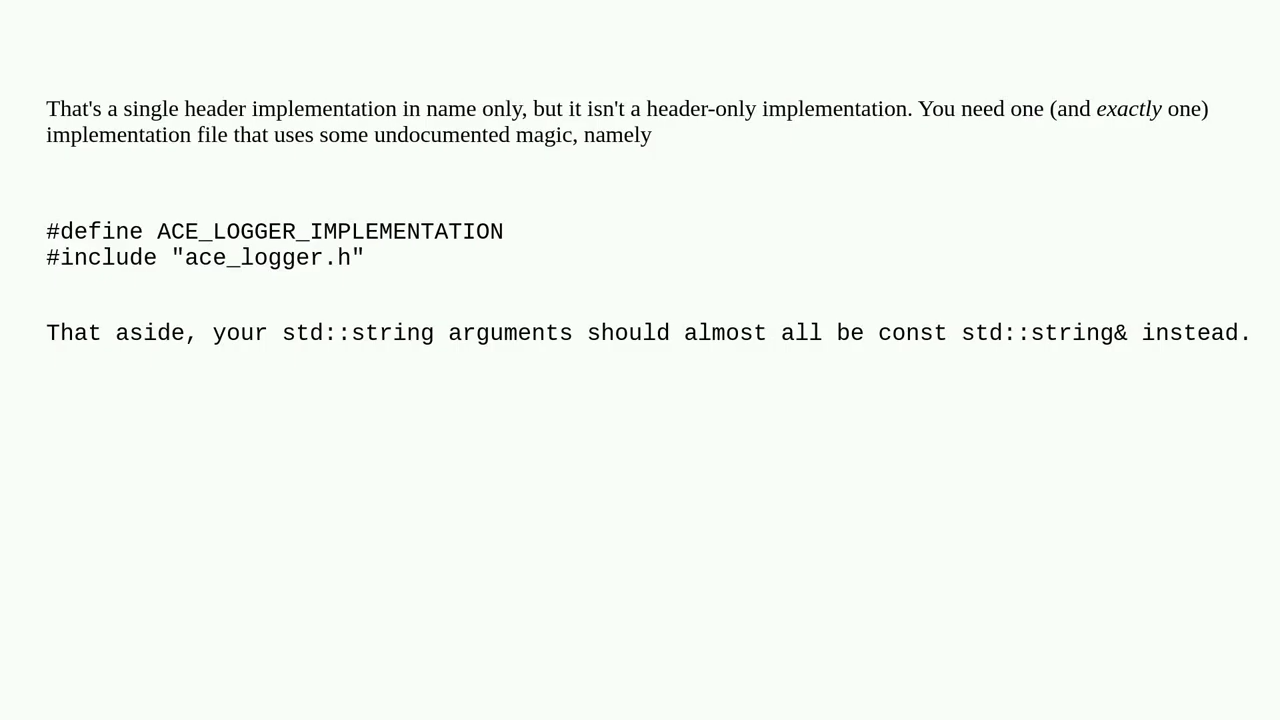 That's a single header implementation in name only, but it isn't a header-only implementation. You need one (and exactly one)
implementation file that uses some undocumented magic, namely
#define ACE_LOGGER_IMPLEMENTATION
#include "ace_logger.h"
That aside, your std::string arguments should almost all be const std::string& instead.